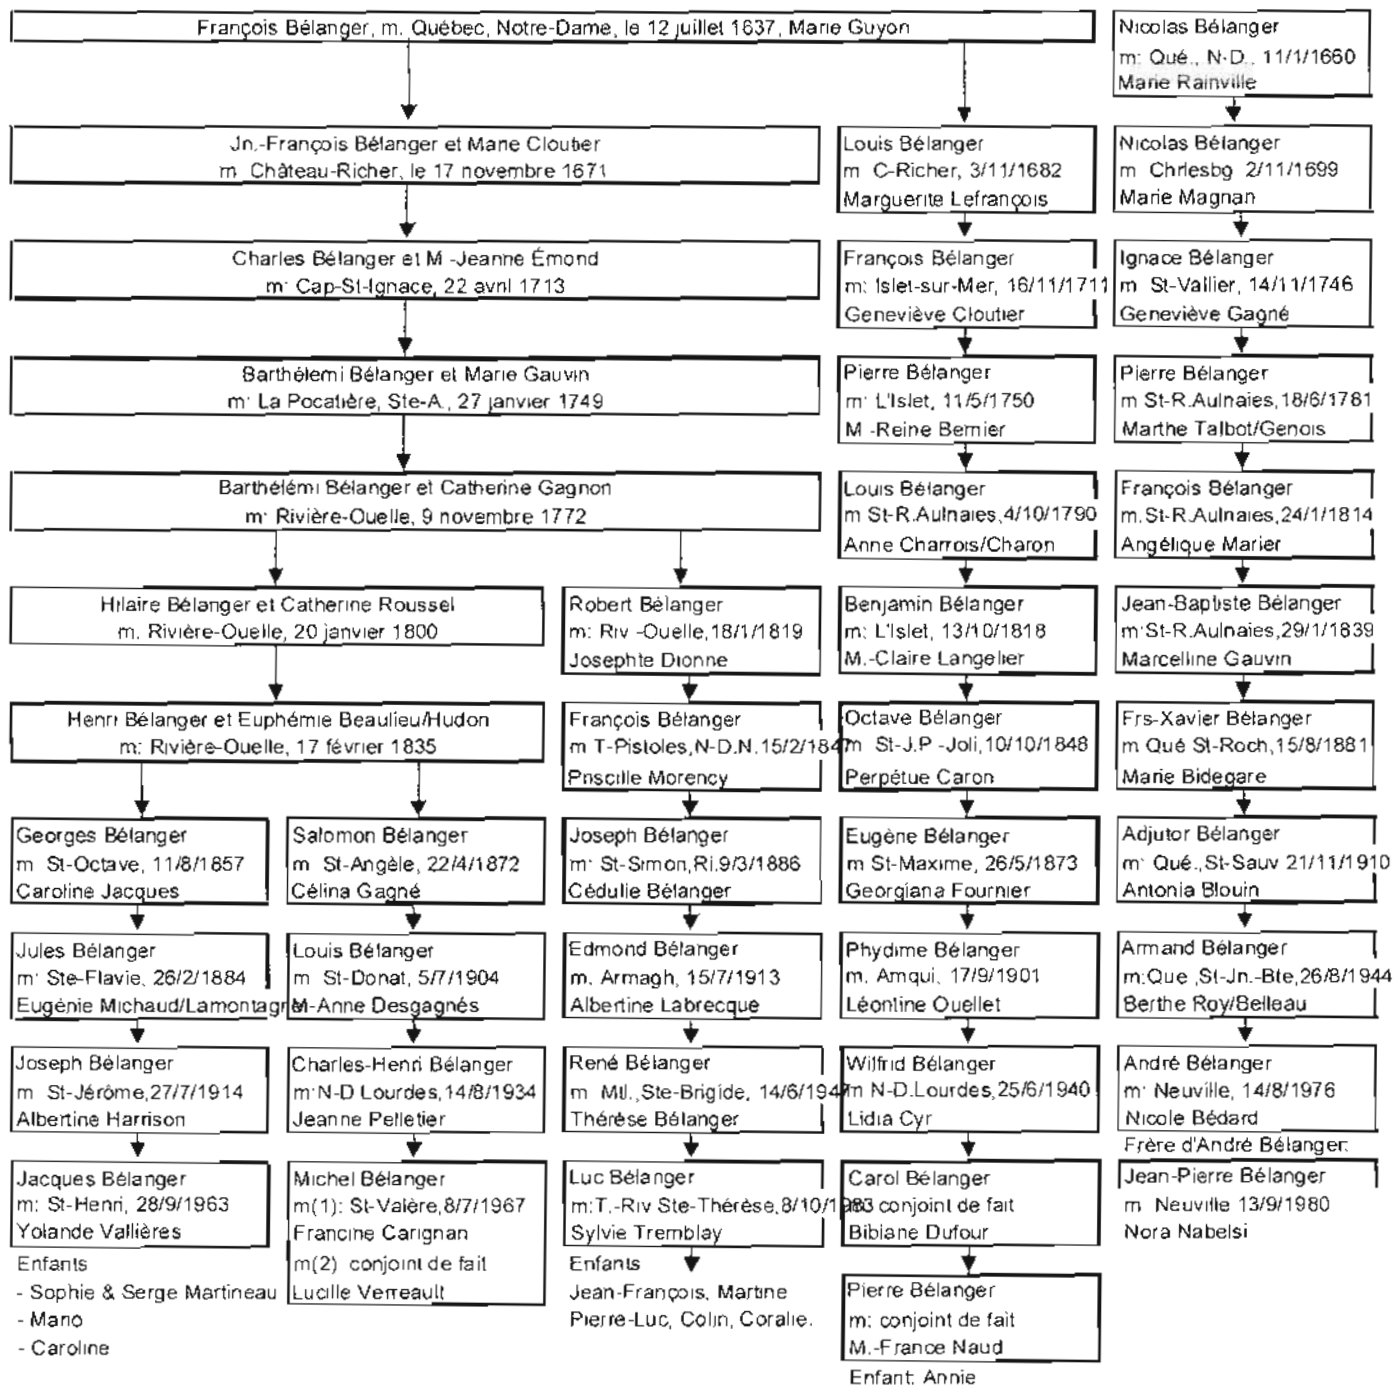 François Bélanger, m. Québec, Notre-Dame, le 12 juillet 1637, Marie Guyon
Nicolas Bélanger
m: Qué., N-D., 11/1/1660
Marie Rainville
Jn.-François Bélanger et Marie Cloutier
m Château-Richer, le 17 novembre 1671
Louis Bélanger
m C-Richer, 3/11/1682
Marguerite Lefrançois
Nicolas Bélanger
m Chrlesbg 2/11/1699
Marie Magnan
Charles Bélanger et M -Jeanne Émond
m: Cap-St-Ignace, 22 avril 1713
François Bélanger
m: Islet-sur-Mer, 16/11/1711
Geneviève Cloutier
Ignace Bélanger
m St-Vallier, 14/11/1746
Geneviève Gagné
Barthélemi Bélanger et Marie Gauvin
m: La Pocatière, Ste-A., 27 janvier 1749
Pierre Bélanger
m: L'Islet, 11/5/1750
M -Reine Bernier
Pierre Bélanger
m St-R.Aulnaies,18/6/1781
Marthe Talbot/Genois
Barthélémi Bélanger et Catherine Gagnon
m: Rivière-Ouelle, 9 novembre 1772
Louis Bélanger
m St-R.Aulnaies,4/10/1790
Anne Charrois/Charon
François Bélanger
m.St-R.Aulnaies,24/1/1814
Angélique Marier
Hilaire Bélanger et Catherine Roussel
m. Rivière-Ouelle, 20 janvier 1800
Robert Bélanger
m: Riv -Ouelle,18/1/1819
Josephte Dionne
Benjamin Bélanger
m: L'Islet, 13/10/1818
M.-Claire Langelier
Jean-Baptiste Bélanger
m:St-R.Aulnaies,29/1/1839
Marcelline Gauvin
Henri Bélanger et Euphémie Beaulieu/Hudon
m: Rivière-Ouelle, 17 février 1835
François Bélanger
m T-Pistoles,N-D.N,15/2/1847
Priscille Morency
Octave Bélanger
m St-J.P -Joli,10/10/1848
Perpétue Caron
Frs-Xavier Bélanger
m Qué St-Roch,15/8/1881
Marie Bidegare
Georges Bélanger
m St-Octave, 11/8/1857
Caroline Jacques
Salomon Bélanger
m St-Angèle, 22/4/1872
Célina Gagné
Joseph Bélanger
m: St-Simon,Ri.9/3/1886
Cédulie Bélanger
Eugène Bélanger
m St-Maxime, 26/5/1873
Georgiana Fournier
Adjutor Bélanger
m: Qué.,St-Sauv 21/11/1910
Antonia Blouin
Jules Bélanger
m: Ste-Flavie, 26/2/1884
Eugénie Michaud/Lamontagne
Louis Bélanger
m St-Donat, 5/7/1904
M-Anne Desgagnés
Edmond Bélanger
m. Armagh, 15/7/1913
Albertine Labrecque
Phydime Bélanger
m. Amqui, 17/9/1901
Léontine Ouellet
Armand Bélanger
m:Que ,St-Jn.-Bte,26/8/1944
Berthe Roy/Belleau
Joseph Bélanger
m St-Jérôme,27/7/1914
Albertine Harrison
Charles-Henri Bélanger
m:N-D Lourdes,14/8/1934
Jeanne Pelletier
René Bélanger
m Mtl.,Ste-Brigide, 14/6/1947
Thérèse Bélanger
Wilfrid Bélanger
m N-D.Lourdes,25/6/1940
Lidia Cyr
André Bélanger
m: Neuville, 14/8/1976
Nicole Bédard
Frère d'André Bélanger:
Jacques Bélanger
m: St-Henri, 28/9/1963
Yolande Vallières
Michel Bélanger
m(1): St-Valère,8/7/1967
Francine Carignan
m(2) conjoint de fait
Lucille Verreault
Luc Bélanger
m:T.-Riv Ste-Thérèse,8/10/1983
Sylvie Tremblay
Carol Bélanger
m: conjoint de fait
Bibiane Dufour
Jean-Pierre Bélanger
m Neuville 13/9/1980
Nora Nabelsi
Enfants
- Sophie & Serge Martineau
- Mario
- Caroline
Enfants
Jean-François, Martine
Pierre-Luc, Colin, Coralie.
Pierre Bélanger
m: conjoint de fait
M.-France Naud
Enfant: Annie